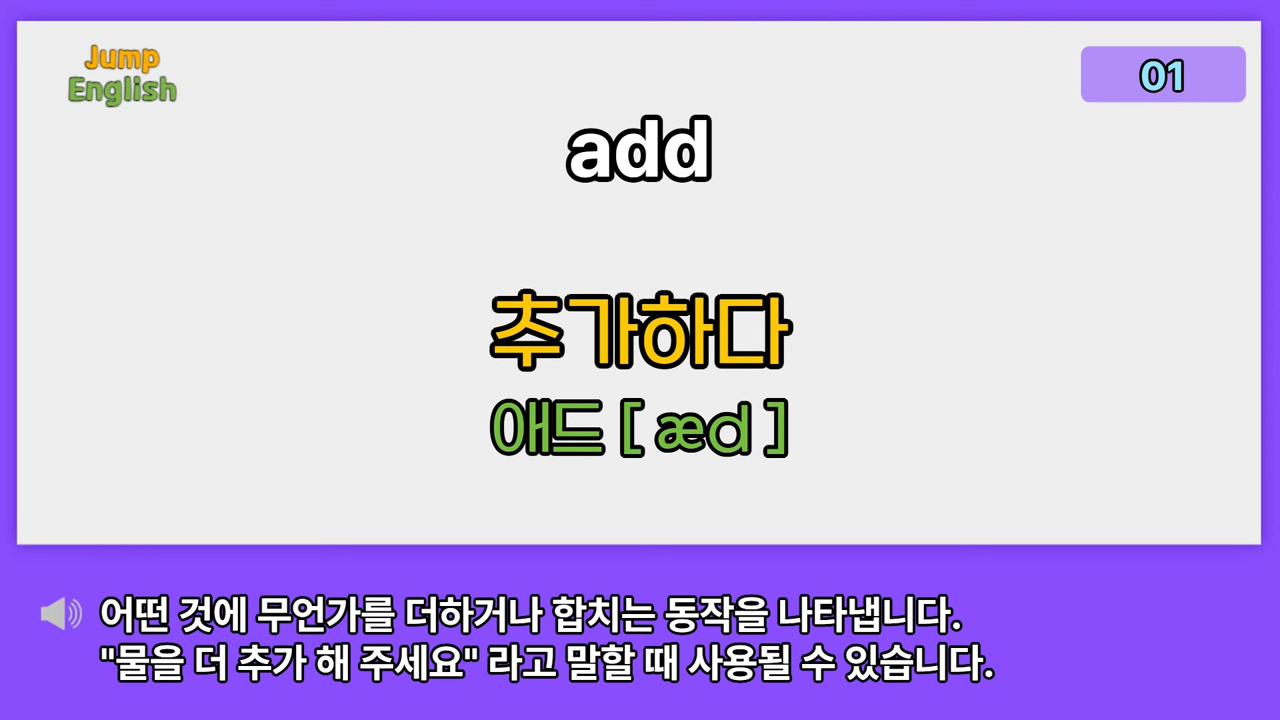 Jump
English
01
add
추가하다
애드 [ æd ]
어떤 것에 무언가를 더하거나 합치는 동작을 나타냅니다.
"물을 더 추가 해 주세요" 라고 말할 때 사용될 수 있습니다.